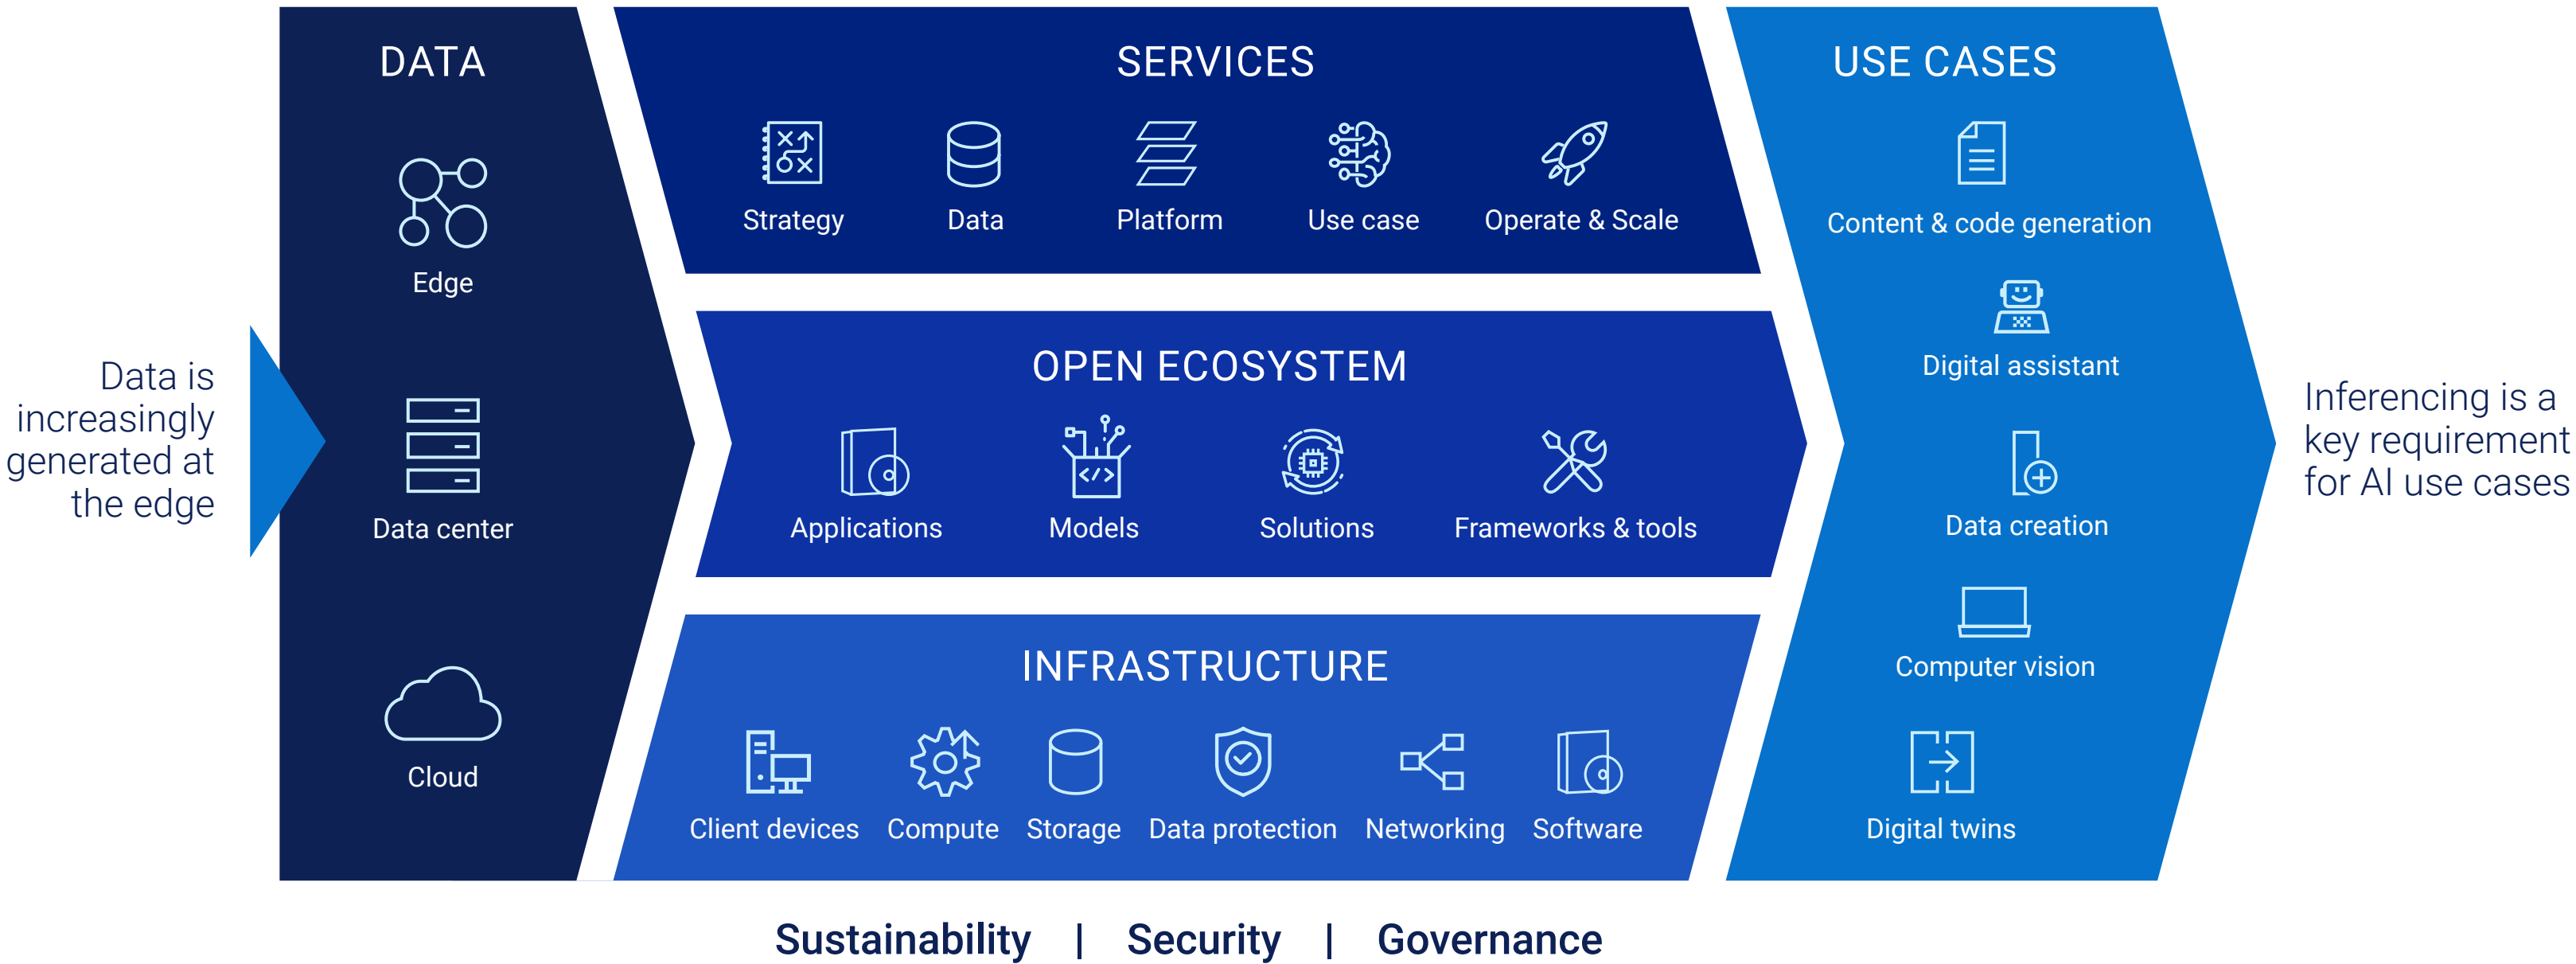 Data is
increasingly
generated at
the edge
DATA
Edge
Data center
Cloud
SERVICES
Strategy
Data
Platform
Use case
Operate & Scale
OPEN ECOSYSTEM
Applications
Models
Solutions
Frameworks & tools
INFRASTRUCTURE
Client devices
Compute
Storage
Data protection
Networking
Software
USE CASES
Content & code generation
Digital assistant
Data creation
Computer vision
Digital twins
Inferencing is a
key requirement
for AI use cases
Sustainability | Security | Governance